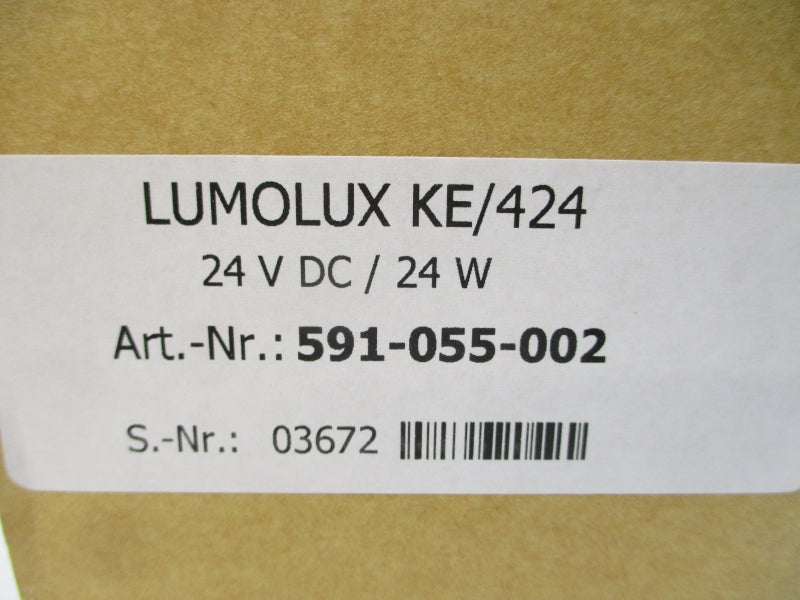 LUMOLUX KE/424
24 V DC / 24 W
Art.-Nr.: 591-055-002
S.-Nr.: 03672